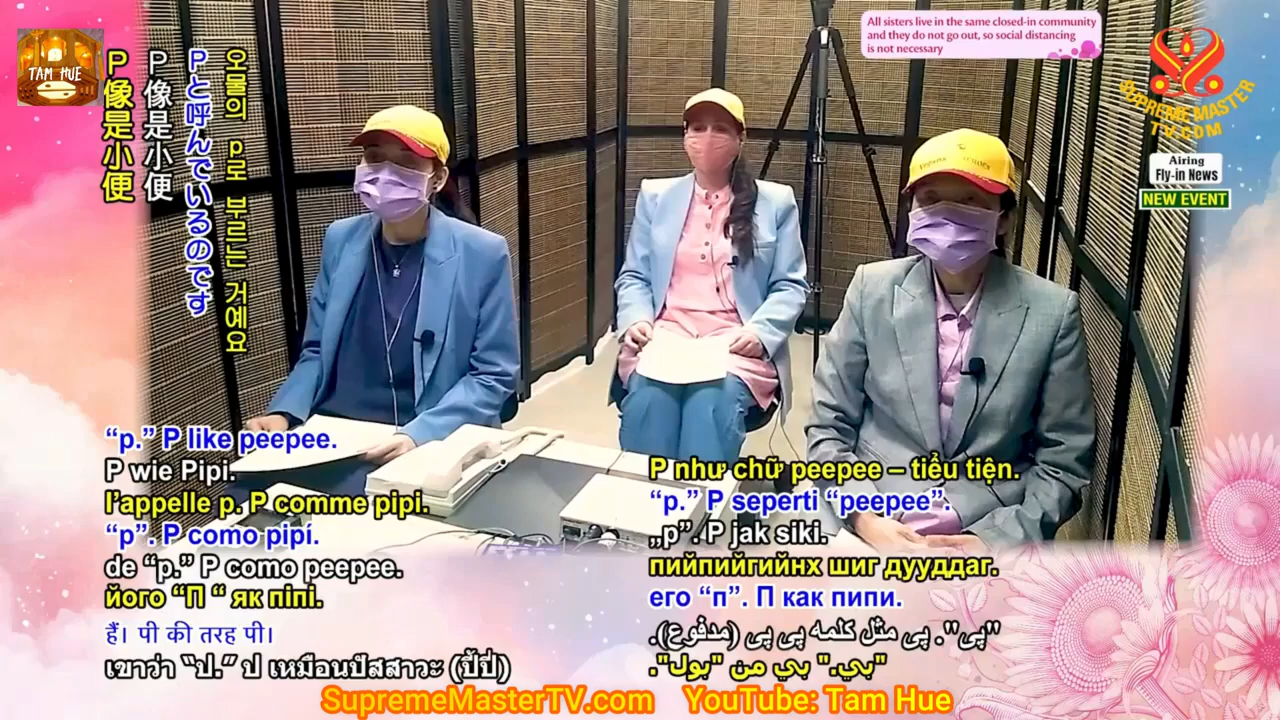 TAM HUE
All sisters live in the same closed-in community
and they do not go out, so social distancing
is not necessary
SUPREME MASTER
TV.COM
Airing
Fly-in News
NEW EVENT
오물의 P로 부르는 거예요
Pと呼んでいるのです
P像是小便
P像是小便
“p.” P like peepee.
P wie Pipi.
l’appelle p. P comme pipi.
“p”. P como pipí.
de “p.” P como peepee.
його “П “ як піпі.
हैं। पी की तरह पी।
เขาว่า “ป.” ป เหมือนปัสสาวะ (ปี้ปี่)
P như chữ peepee – tiểu tiện.
“p.” P seperti “peepee”.
„p”. P jak siki.
пийпийгийнх шиг дууддаг.
его “п”. П как пипи.
"پی". پی مثل کلمه پی پی (مدفوع).
"بي." بي من "بول".
SupremeMasterTV.com YouTube: Tam Hue